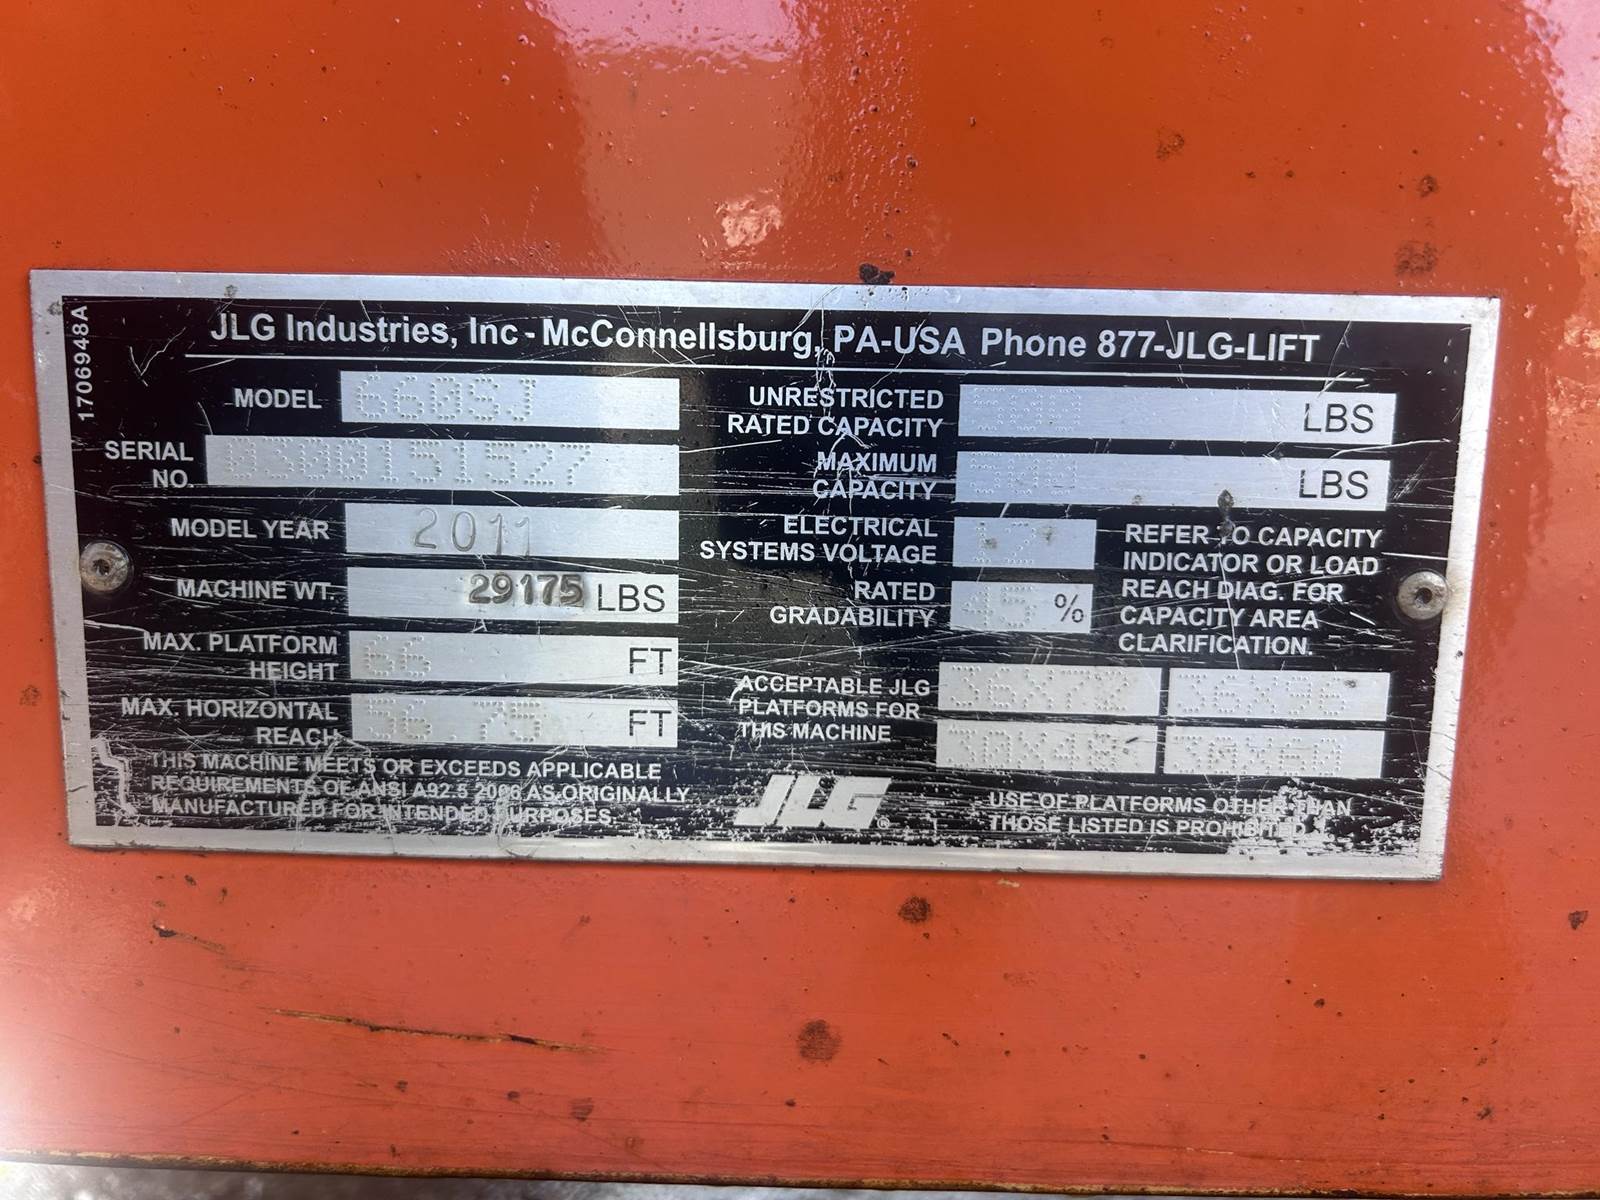 JLG Industries, Inc - McConnellsburg, PA-USA Phone 877-JLG-LIFT
1706948A
MODEL 660SJ
SERIAL NO. 0300151527
MODEL YEAR 2011
MACHINE WT. 29175 LBS
MAX. PLATFORM HEIGHT 66 FT
MAX. HORIZONTAL REACH 56.75 FT
THIS MACHINE MEETS OR EXCEEDS APPLICABLE
REQUIREMENTS OF ANSI A92.5 2006 AS ORIGINALLY
MANUFACTURED FOR INTENDED PURPOSES.
UNRESTRICTED RATED CAPACITY 500 LBS
MAXIMUM CAPACITY 500 LBS
ELECTRICAL SYSTEMS VOLTAGE 12
RATED GRADABILITY 45 %
REFER TO CAPACITY
INDICATOR OR LOAD
REACH DIAG. FOR
CAPACITY AREA
CLARIFICATION.
ACCEPTABLE JLG
PLATFORMS FOR
THIS MACHINE
36X72 36X96
30X48 30X60
JLG®
USE OF PLATFORMS OTHER THAN
THOSE LISTED IS PROHIBITED